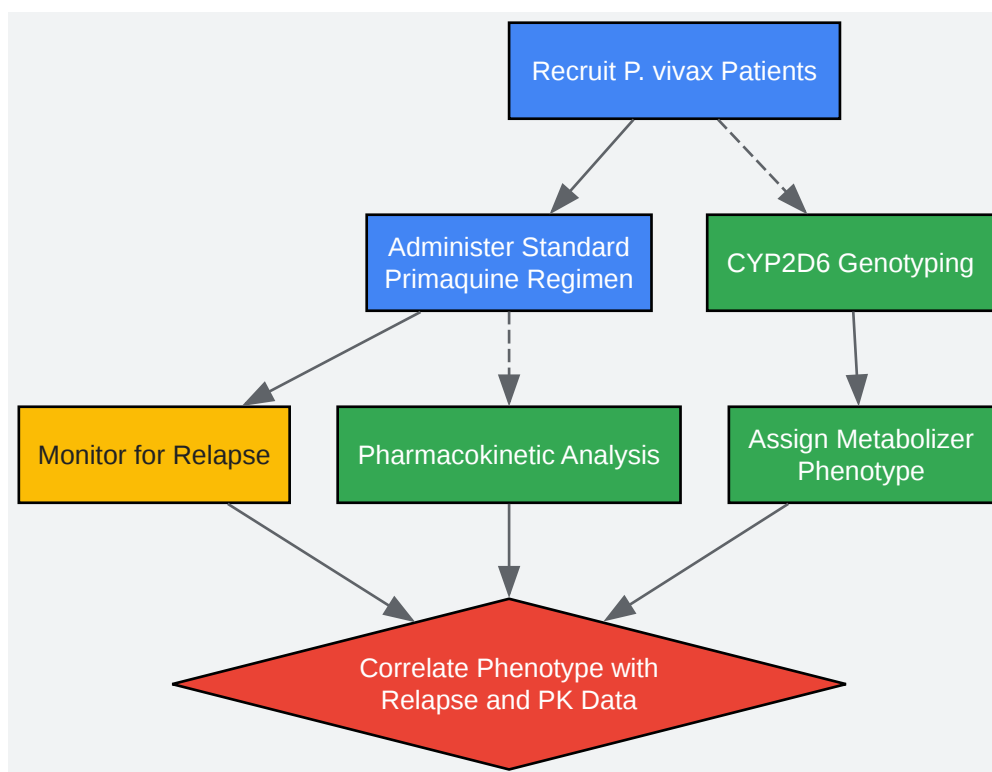 Recruit P. vivax Patients
Administer Standard
Primaquine Regimen
CYP2D6 Genotyping
Monitor for Relapse
Pharmacokinetic Analysis
Assign Metabolizer
Phenotype
Correlate Phenotype with
Relapse and PK Data